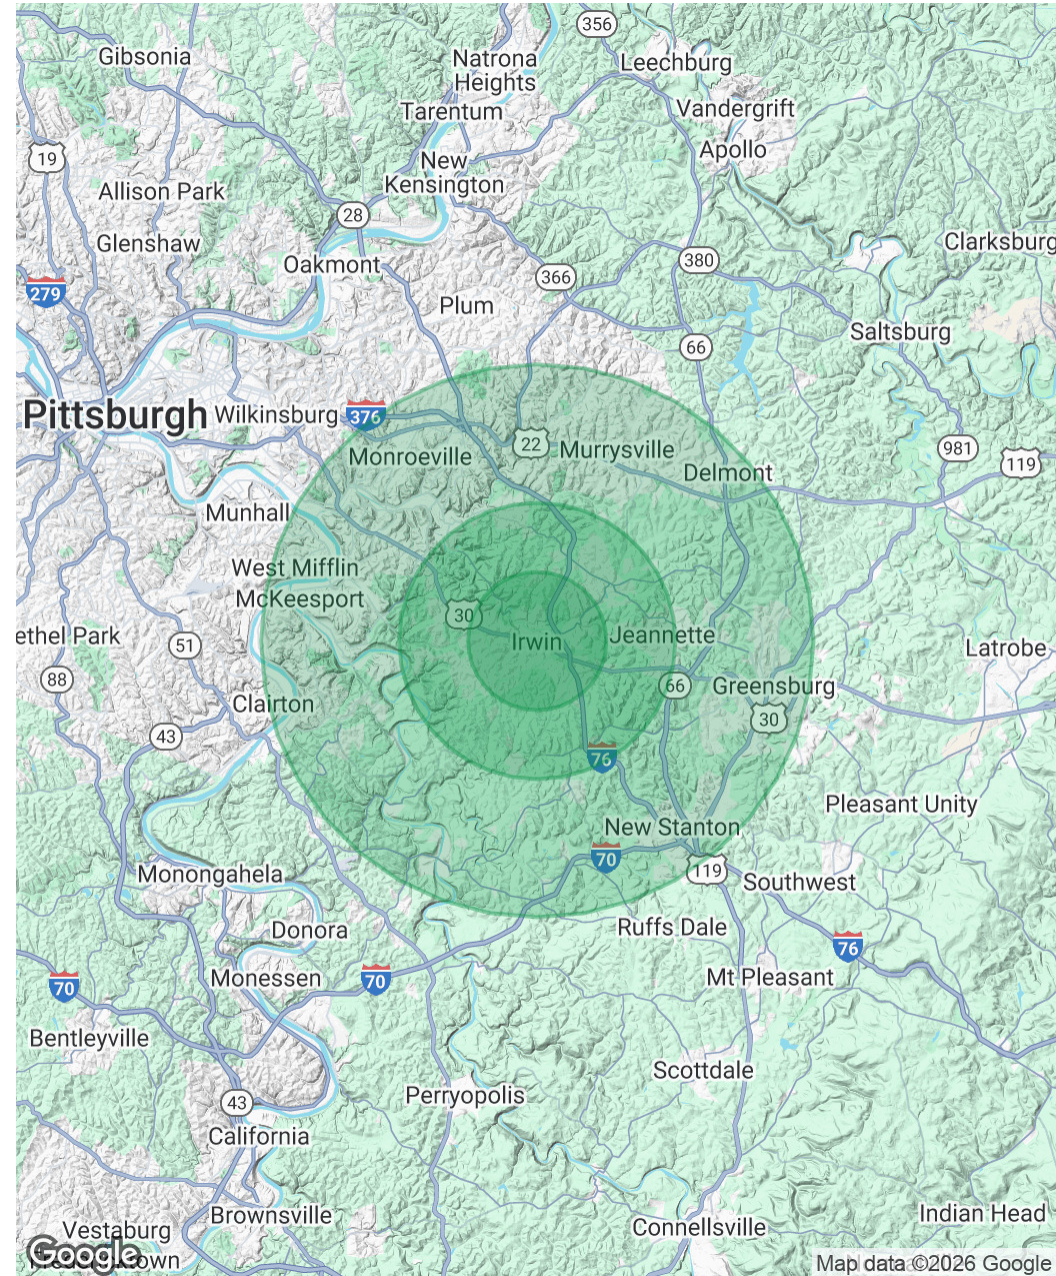 356
Gibsonia
Natrona
Heights
Leechburg
Tarentum
Vandergrift
Apollo
19
New
Kensington
Allison Park
28
Glenshaw
Clarksburg
Oakmont
380
366
279
Plum
Saltsburg
66
Pittsburgh
Wilkinsburg
376
22
Murrysville
981
Monroeville
Delmont
119
Munhall
West Mifflin
McKeesport
30
ethel Park
51
Irwin
Jeannette
Latrobe
88
66
Greensburg
Clairton
30
43
76
Pleasant Unity
New Stanton
70
119
Monongahela
Southwest
Donora
Ruffs Dale
76
Monessen
70
Mt Pleasant
70
Bentleyville
Scottdale
Perryopolis
43
California
Brownsville
Indian Head
Vestaburg
Connellsville
Google
Map data ©2026 Google